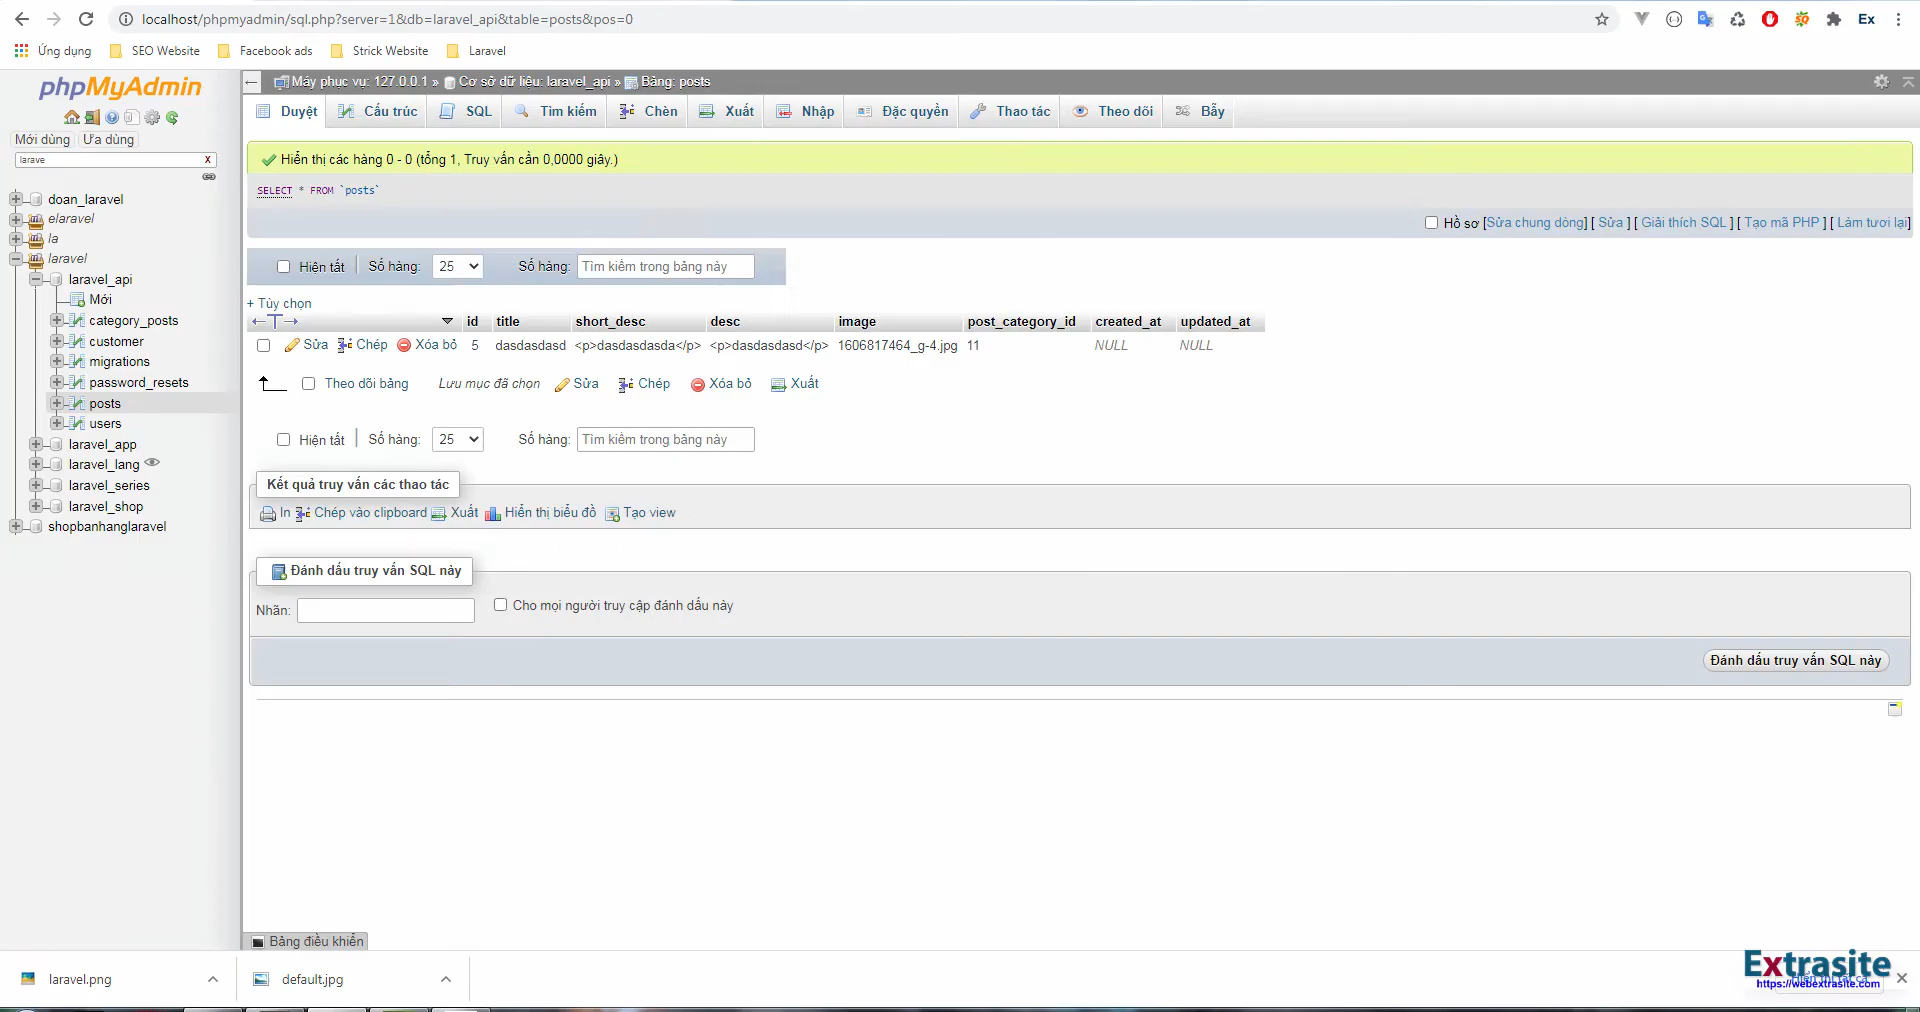 localhost/phpmyadmin/sql.php?server=1&db=laravel_api&table=posts&pos=0
Ex
Ứng dụng SEO Website Facebook ads Strick Website Laravel
phpMyAdmin
Mới dùng Ưa dùng
larave X
doan_laravel
elaravel
la
laravel
laravel_api
Mới
category_posts
customer
migrations
password_resets
posts
users
laravel_app
laravel_lang
laravel_series
laravel_shop
shopbanhanglaravel
Máy phục vụ: 127.0.0.1 » Cơ sở dữ liệu: laravel_api » Bảng: posts
Duyệt Cấu trúc SQL Tìm kiếm Chèn Xuất Nhập Đặc quyền Thao tác Theo dõi Bẫy
Hiển thị các hàng 0 - 0 (tổng 1, Truy vấn cần 0,0000 giây.)
SELECT * FROM `posts`
Hồ sơ [Sửa chung dòng] [ Sửa ] [ Giải thích SQL ] [ Tạo mã PHP ] [ Làm tươi lại]
Hiện tất Số hàng: 25 Số hàng: Tìm kiếm trong bảng này
+ Tùy chọn
id title short_desc desc image post_category_id created_at updated_at
Sửa Chép Xóa bỏ 5 dasdasdasd <p>dasdasdasda</p> <p>dasdasdasd</p> 1606817464_g-4.jpg 11 NULL NULL
Theo dõi bảng Lưu mục đã chọn Sửa Chép Xóa bỏ Xuất
Hiện tất Số hàng: 25 Số hàng: Tìm kiếm trong bảng này
Kết quả truy vấn các thao tác
In Chép vào clipboard Xuất Hiển thị biểu đồ Tạo view
Đánh dấu truy vấn SQL này
Nhãn: Cho mọi người truy cập đánh dấu này
Đánh dấu truy vấn SQL này
Bảng điều khiển
laravel.png default.jpg
Extrasite
https://webextrasite.com